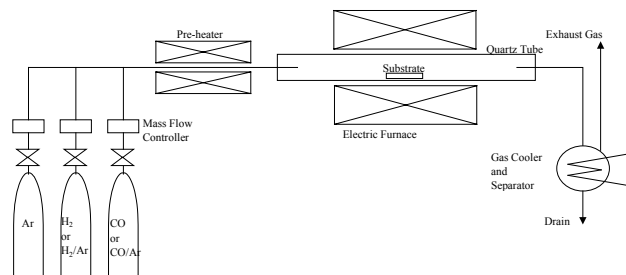 Exhaust Gas
Pre-heater
Quartz Tube
Substrate
Mass Flow
Controller
Electric Furnace
Gas Cooler
and
Separator
Drain
Ar
H₂
or
H₂/Ar
CO
or
CO/Ar